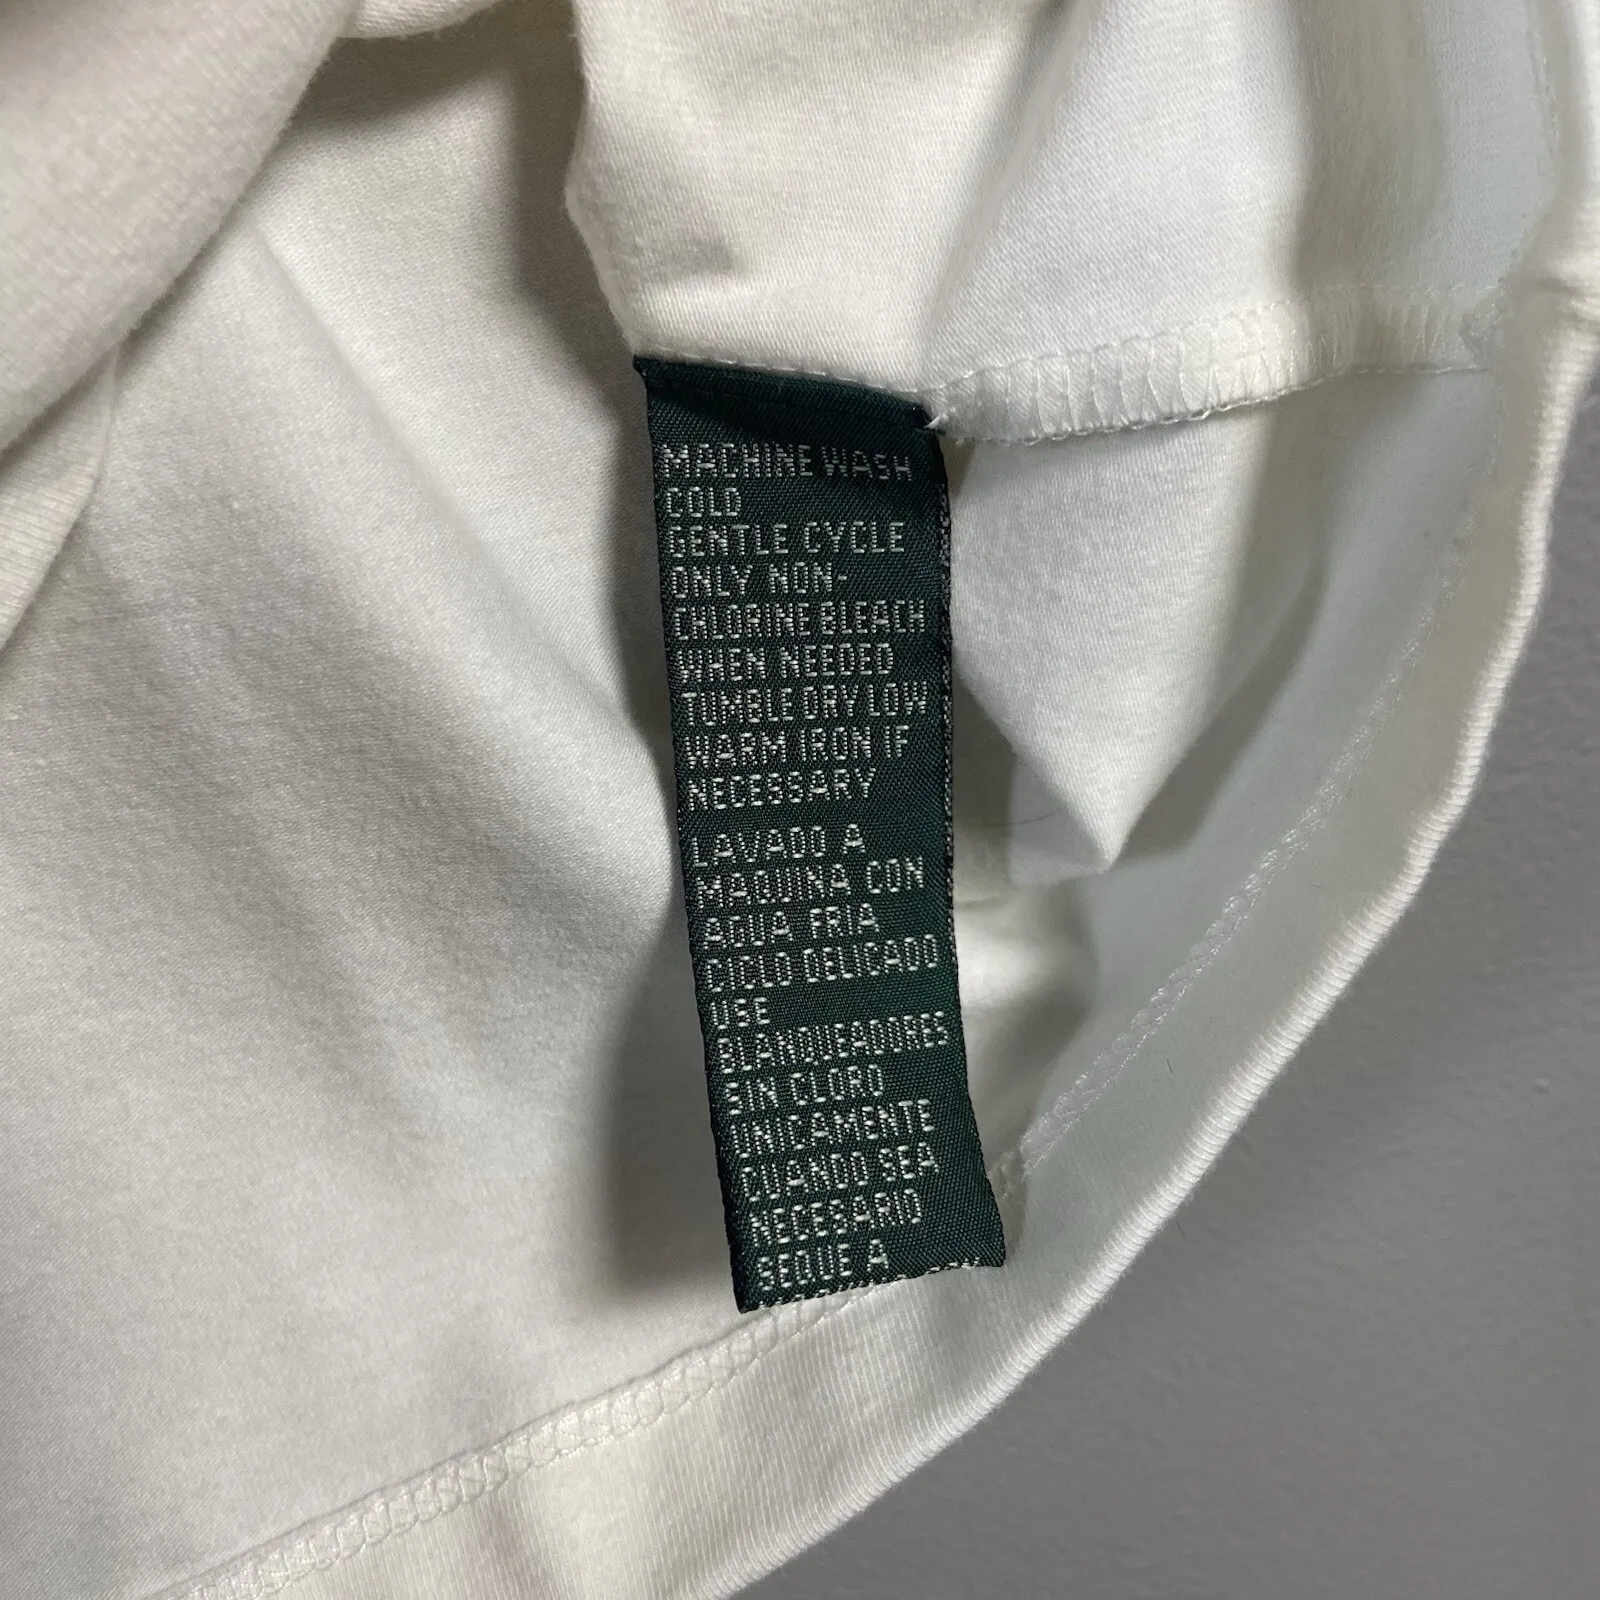 MACHINE WASH
COLD
GENTLE CYCLE
ONLY NON-
CHLORINE BLEACH
WHEN NEEDED
TUMBLE DRY LOW
WARM IRON IF
NECESSARY
LAVADO A
MAQUINA CON
AGUA FRIA
CICLO DELICADO
USE
BLANQUEADORES
SIN CLORO
UNICAMENTE
CUANDO SEA
NECESARIO
SEQUE A